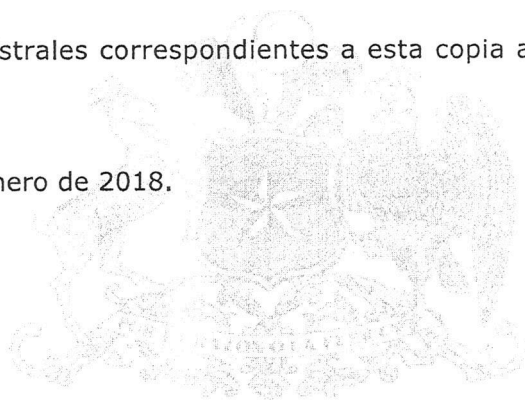 strales correspondientes a esta copia a
nero de 2018.